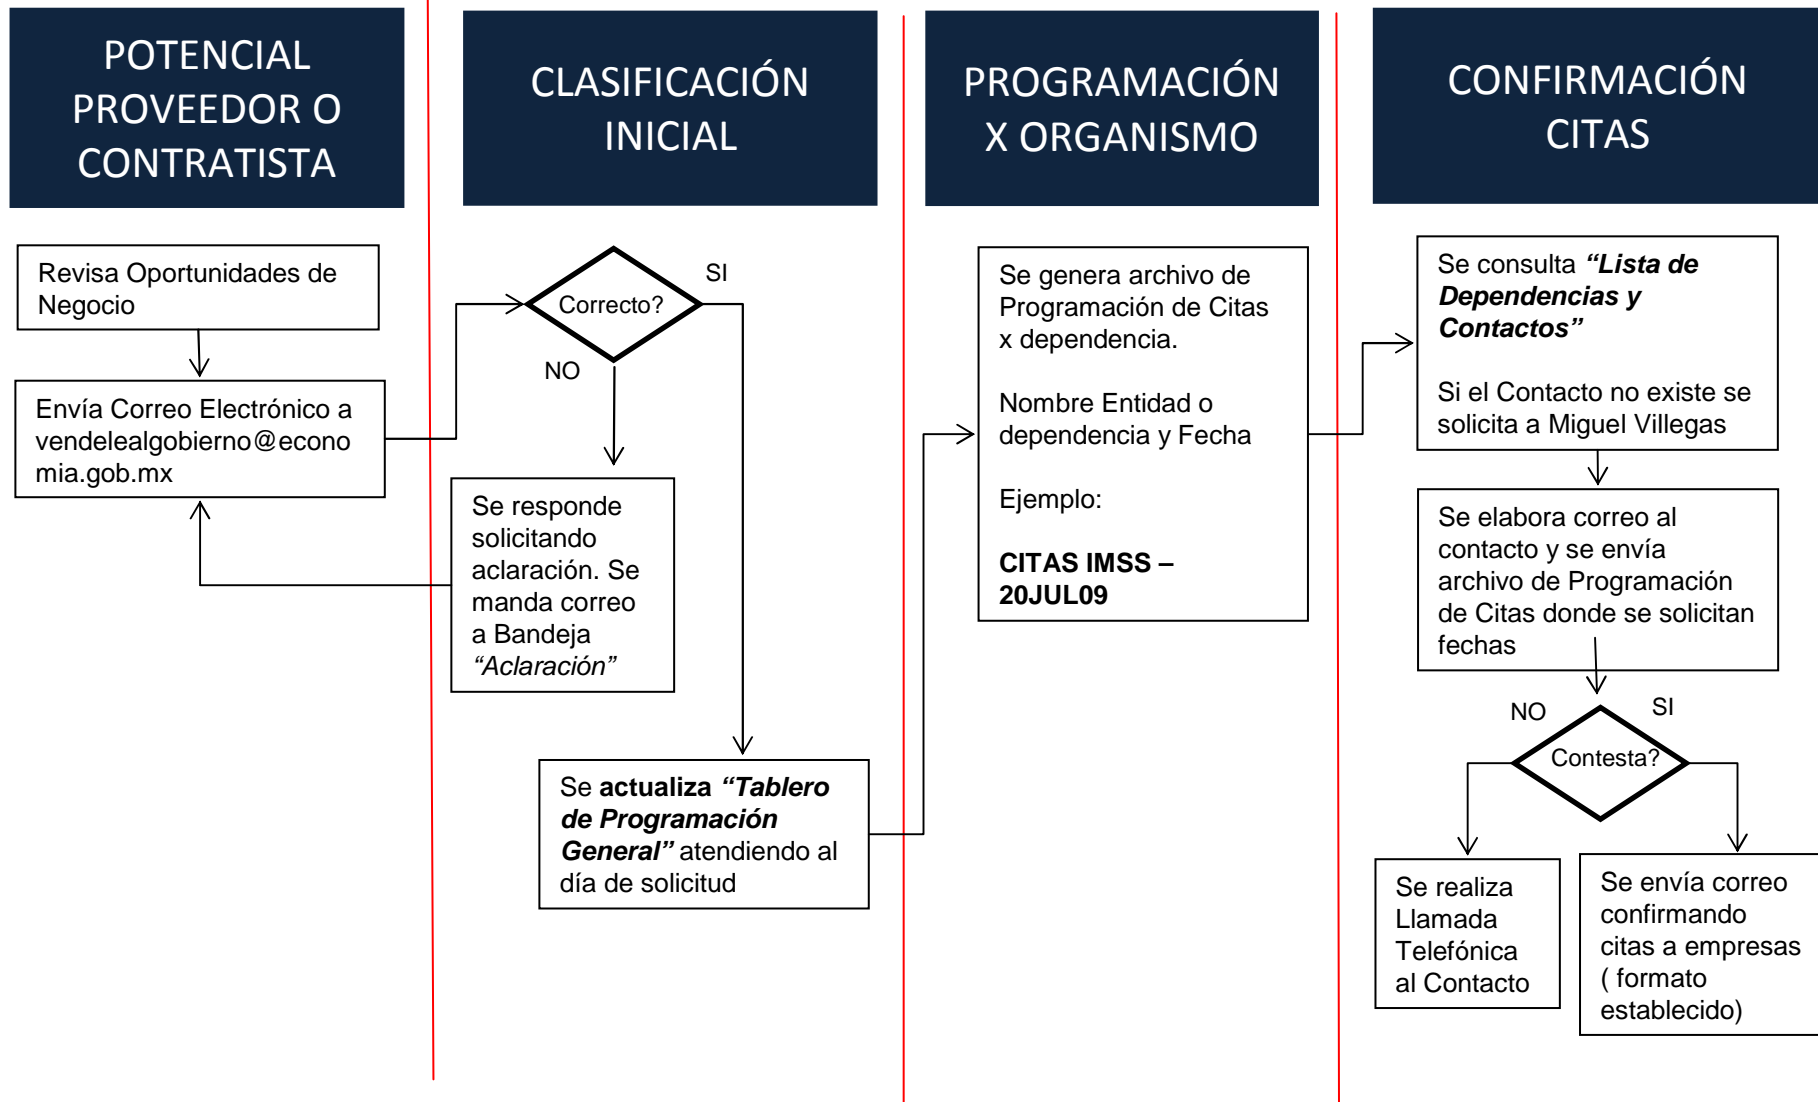 POTENCIAL
PROVEEDOR O
CONTRATISTA
CLASIFICACIÓN
INICIAL
PROGRAMACIÓN
X ORGANISMO
CONFIRMACIÓN
CITAS
Revisa Oportunidades de
Negocio
Envía Correo Electrónico a
vendelealgobierno@econo
mia.gob.mx
Correcto?
SI
NO
Se responde
solicitando
aclaración. Se
manda correo
a Bandeja
“Aclaración”
Se actualiza “Tablero
de Programación
General” atendiendo al
día de solicitud
Se genera archivo de
Programación de Citas
x dependencia.
Nombre Entidad o
dependencia y Fecha
Ejemplo:
CITAS IMSS –
20JUL09
Se consulta “Lista de
Dependencias y
Contactos”
Si el Contacto no existe se
solicita a Miguel Villegas
Se elabora correo al
contacto y se envía
archivo de Programación
de Citas donde se solicitan
fechas
NO
SI
Contesta?
Se realiza
Llamada
Telefónica
al Contacto
Se envía correo
confirmando
citas a empresas
( formato
establecido)